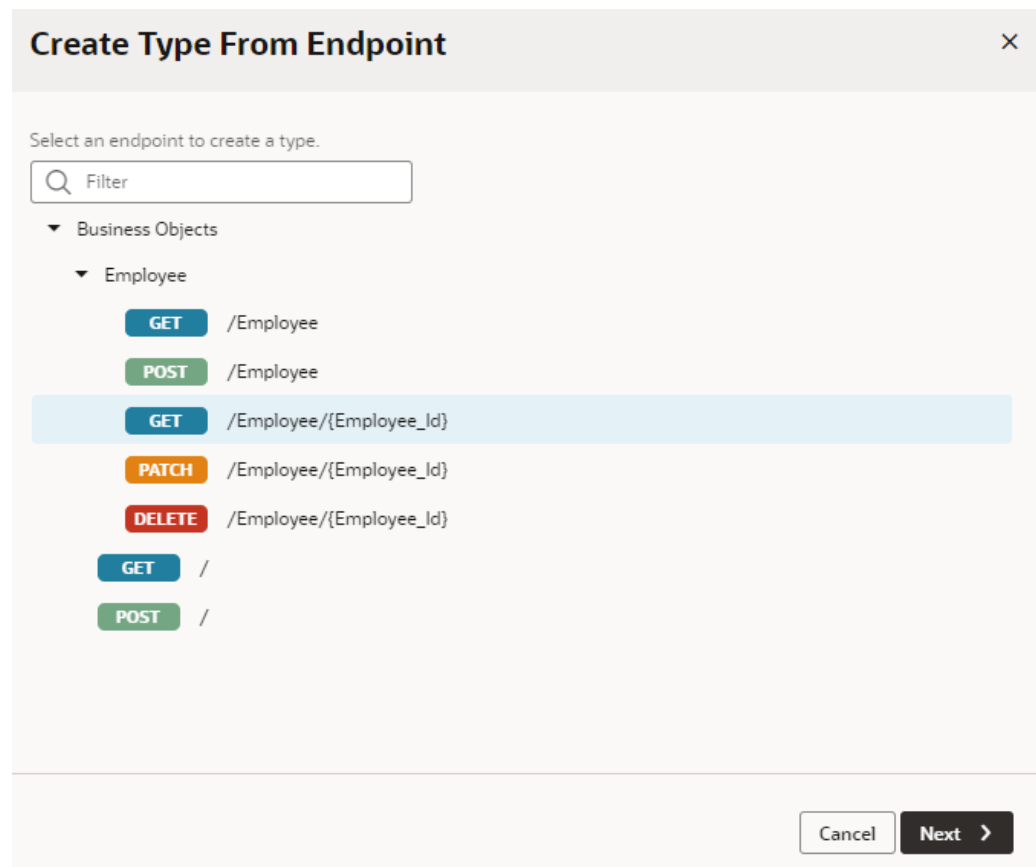 Create Type From Endpoint
Select an endpoint to create a type.
Filter
Business Objects
Employee
GET /Employee
POST /Employee
GET /Employee/{Employee_Id}
PATCH /Employee/{Employee_Id}
DELETE /Employee/{Employee_Id}
GET /
POST /
Cancel Next